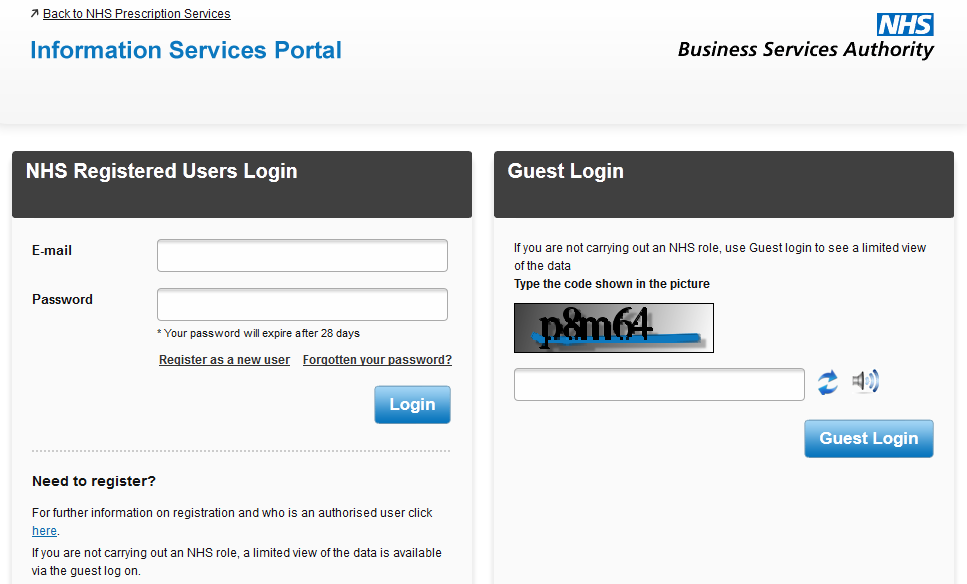 Back to NHS Prescription Services
Information Services Portal
NHS
Business Services Authority
NHS Registered Users Login
E-mail
Password
* Your password will expire after 28 days
Register as a new user Forgotten your password?
Login
Need to register?
For further information on registration and who is an authorised user click
here.
If you are not carrying out an NHS role, a limited view of the data is available
via the guest log on.
Guest Login
If you are not carrying out an NHS role, use Guest login to see a limited view
of the data
Type the code shown in the picture
p8m64
Guest Login